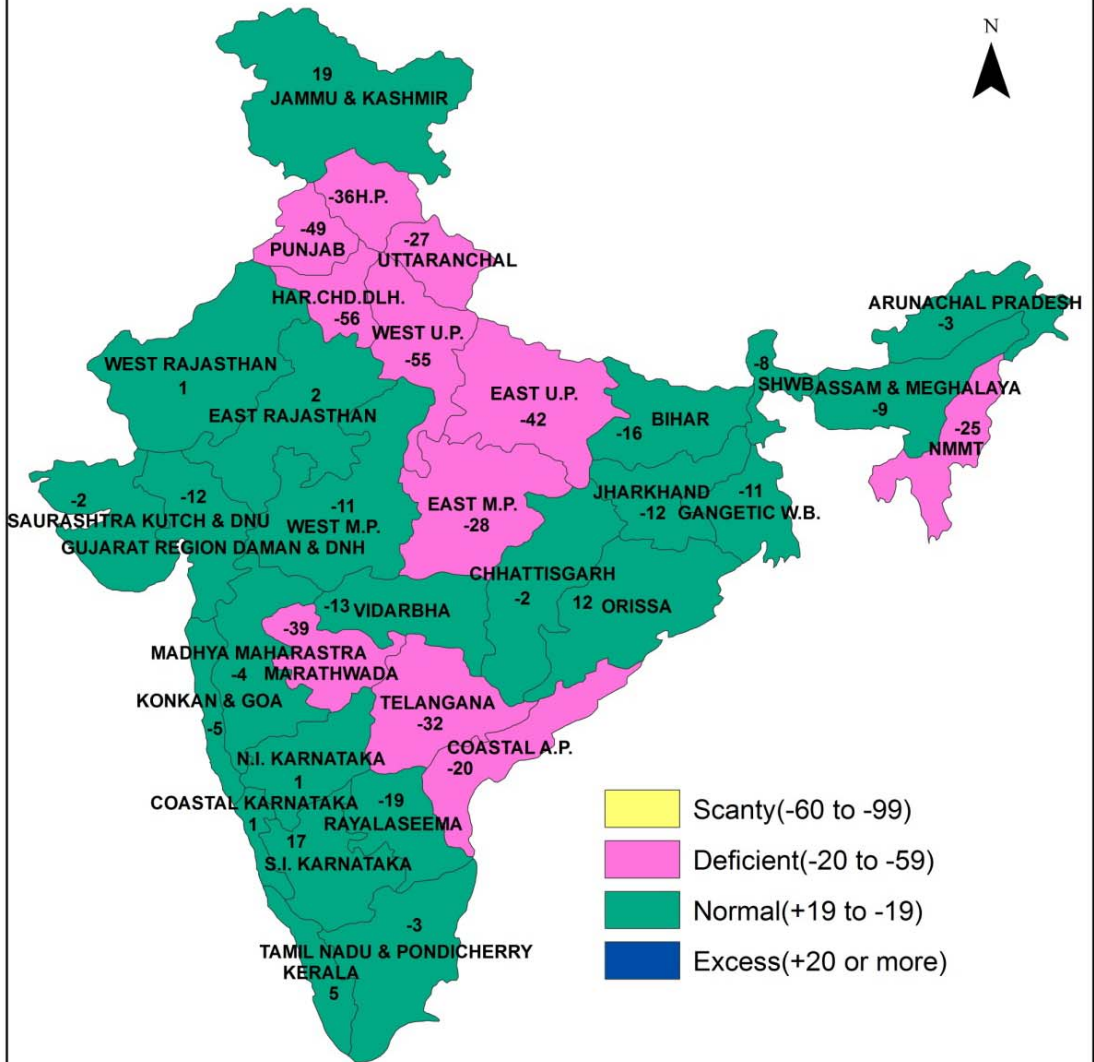 N
19
JAMMU & KASHMIR
-36H.P.
-49
PUNJAB
-27
UTTARANCHAL
HAR.CHD.DLH.
-56
WEST U.P.
-55
ARUNACHAL PRADESH
-3
WEST RAJASTHAN
1
2
EAST RAJASTHAN
EAST U.P.
-42
BIHAR
-16
-8
SHWB
ASSAM & MEGHALAYA
-9
-25
NMMT
-2
SAURASHTRA KUTCH & DNU
-12
GUJARAT REGION DAMAN & DNH
-11
WEST M.P.
EAST M.P.
-28
JHARKHAND
-12
-11
GANGETIC W.B.
CHHATTISGARH
-2
12 ORISSA
-13 VIDARBHA
-39
MADHYA MAHARASTRA
-4
MARATHWADA
KONKAN & GOA
-5
TELANGANA
-32
COASTAL A.P.
-20
N.I. KARNATAKA
1
COASTAL KARNATAKA
1
-19
RAYALASEEMA
17
S.I. KARNATAKA
-3
TAMIL NADU & PONDICHERRY
KERALA
5
Scanty(-60 to -99)
Deficient(-20 to -59)
Normal(+19 to -19)
Excess(+20 or more)